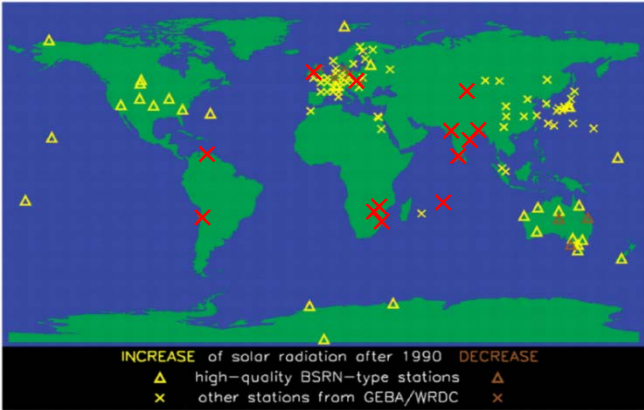 INCREASE of solar radiation after 1990 DECREASE
high-quality BSRN-type stations
other stations from GEBA/WRDC